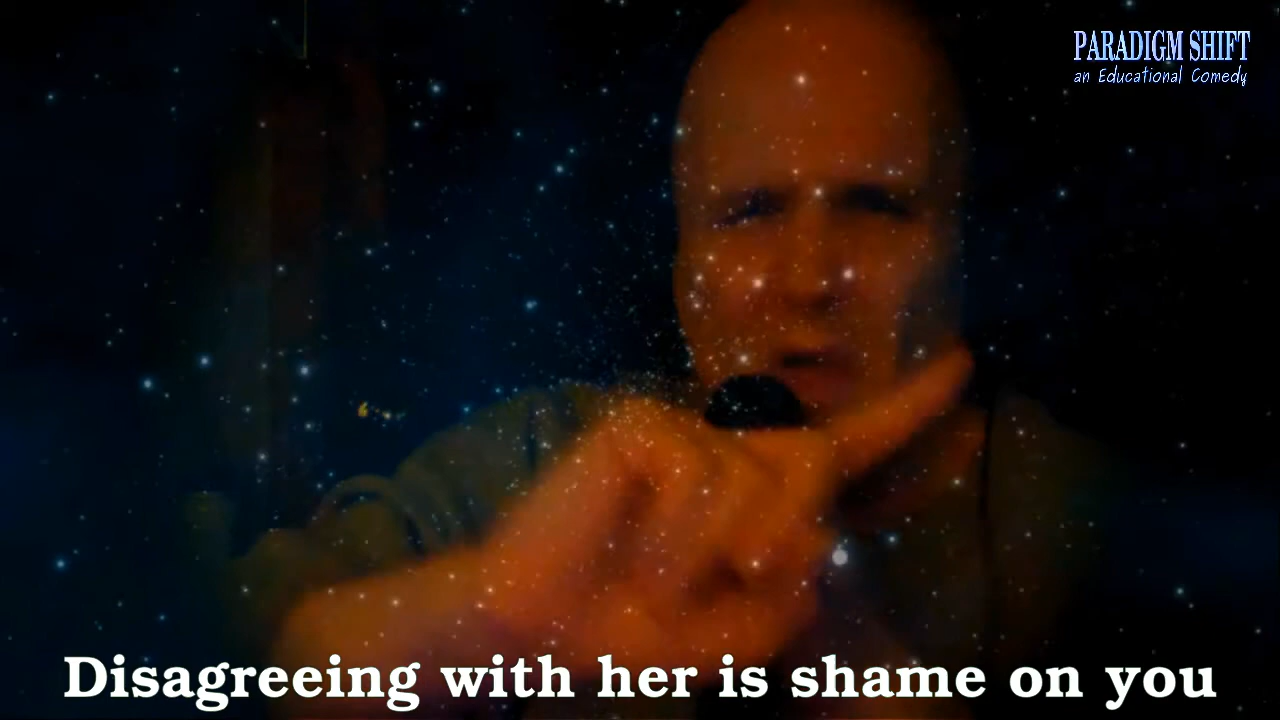 PARADIGM SHIFT
an Educational Comedy
Disagreeing with her is shame on you